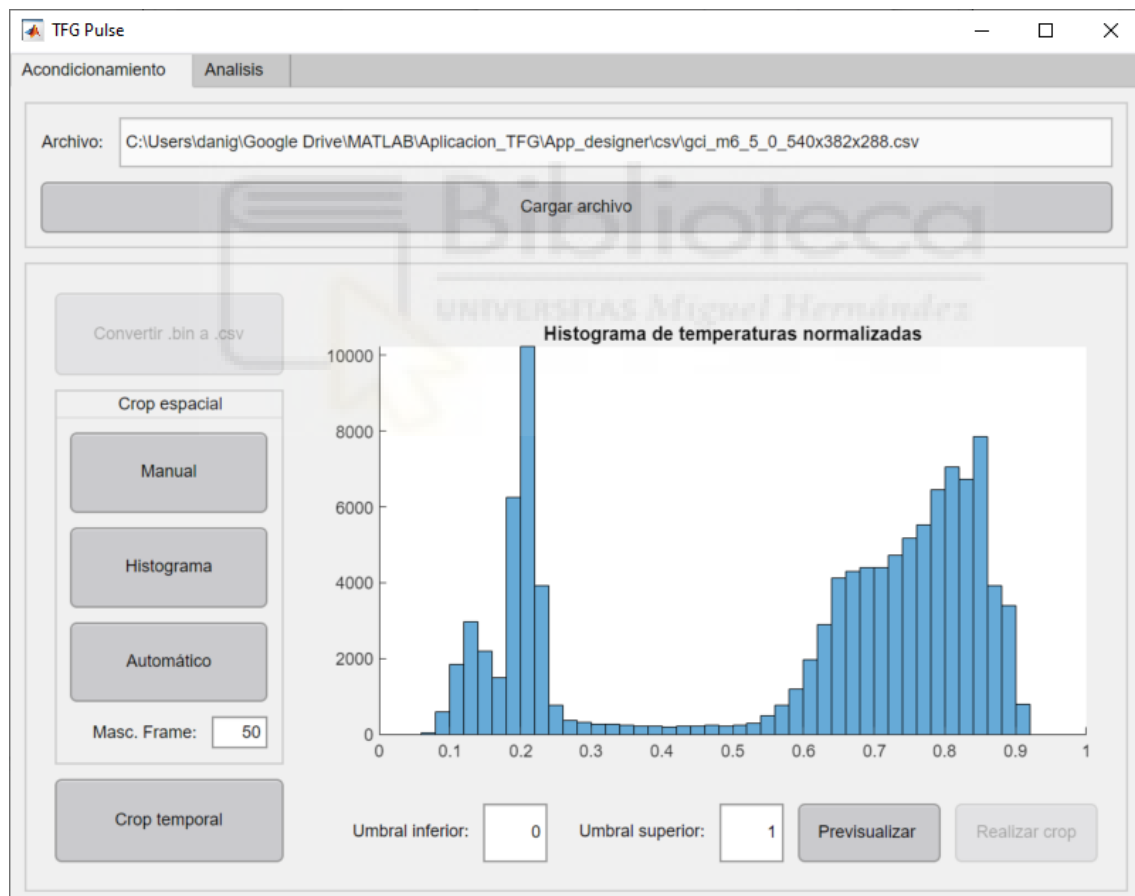 TFG Pulse
Acondicionamiento Analisis
Archivo: C:\Users\danig\Google Drive\MATLAB\Aplicacion_TFG\App_designer\csv\gci_m6_5_0_540x382x288.csv
Cargar archivo
Biblioteca
UNIVERSITAS Miguel Hernández
Convertir .bin a .csv
Crop espacial
Manual
Histograma
Automático
Masc. Frame: 50
Crop temporal
Histograma de temperaturas normalizadas
10000
8000
6000
4000
2000
0
0 0.1 0.2 0.3 0.4 0.5 0.6 0.7 0.8 0.9 1
Umbral inferior: 0 Umbral superior: 1 Previsualizar Realizar crop